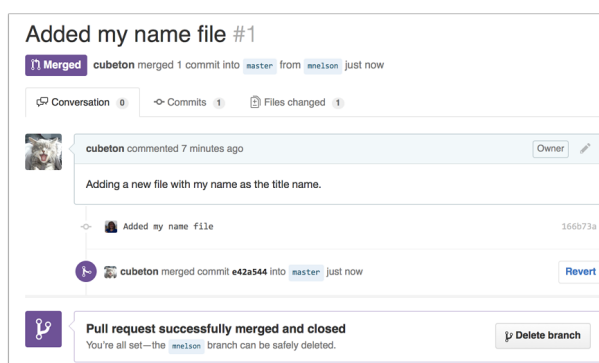 Added my name file #1
Merged cubeton merged 1 commit into master from mnelson just now
Conversation 0 Commits 1 Files changed 1
cubeton commented 7 minutes ago Owner
Adding a new file with my name as the title name.
Added my name file 166b73a
cubeton merged commit e42a544 into master just now Revert
Pull request successfully merged and closed
You're all set—the mnelson branch can be safely deleted.
Delete branch